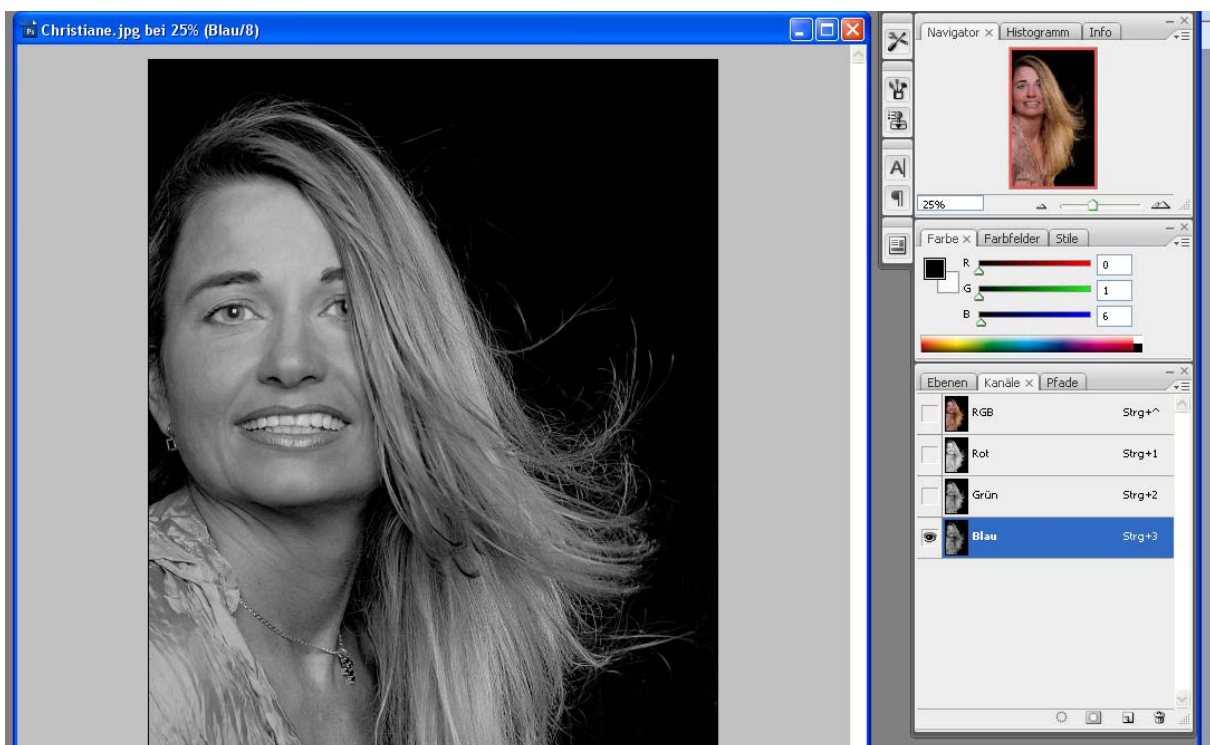 Christiane.jpg bei 25% (Blau/8)
Navigator × Histogramm Info
25%
Farbe × Farbfelder Stile
R 0
G 1
B 6
Ebenen Kanäle × Pfade
RGB Strg+^
Rot Strg+1
Grün Strg+2
Blau Strg+3